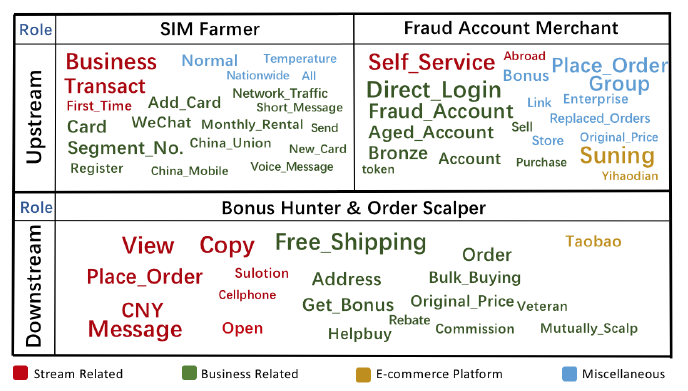 Role SIM Farmer Fraud Account Merchant
Upstream
Business Normal Temperature
Nationwide All
Transact
First_Time Add_Card Network_Traffic
Short_Message
Card WeChat Monthly_Rental Send
Segment_No. China_Union New_Card
Register China_Mobile Voice_Message
Self_Service Abroad Place_Order
Bonus Group
Direct_Login Link Enterprise
Fraud_Account Replaced_Orders
Aged_Account Sell Store Original_Price
Bronze Account Purchase Suning
token Yihaodian
Role Bonus Hunter & Order Scalper
Downstream
View Copy Free_Shipping Order Taobao
Place_Order Sulotion Address Bulk_Buying
Cellphone
CNY Get_Bonus Original_Price Veteran
Message Open Helpbuy Rebate Commission Mutually_Scalp
Stream Related Business Related E-commerce Platform Miscellaneous